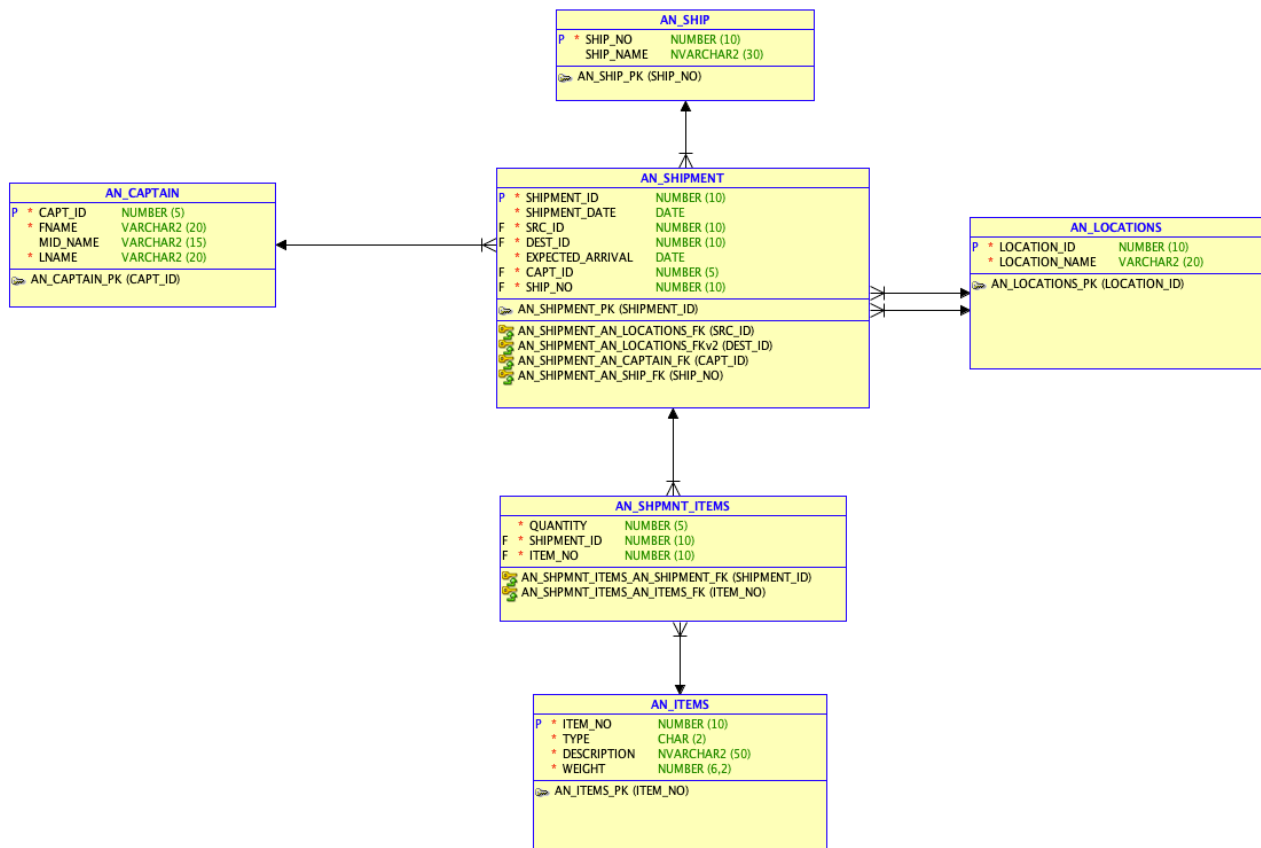 AN_SHIP
P * SHIP_NO NUMBER (10)
SHIP_NAME NVARCHAR2 (30)
AN_SHIP_PK (SHIP_NO)
AN_CAPTAIN
P * CAPT_ID NUMBER (5)
* FNAME VARCHAR2 (20)
MID_NAME VARCHAR2 (15)
* LNAME VARCHAR2 (20)
AN_CAPTAIN_PK (CAPT_ID)
AN_SHIPMENT
P * SHIPMENT_ID NUMBER (10)
* SHIPMENT_DATE DATE
F * SRC_ID NUMBER (10)
F * DEST_ID NUMBER (10)
* EXPECTED_ARRIVAL DATE
F * CAPT_ID NUMBER (5)
F * SHIP_NO NUMBER (10)
AN_SHIPMENT_PK (SHIPMENT_ID)
AN_SHIPMENT_AN_LOCATIONS_FK (SRC_ID)
AN_SHIPMENT_AN_LOCATIONS_FKv2 (DEST_ID)
AN_SHIPMENT_AN_CAPTAIN_FK (CAPT_ID)
AN_SHIPMENT_AN_SHIP_FK (SHIP_NO)
AN_LOCATIONS
P * LOCATION_ID NUMBER (10)
* LOCATION_NAME VARCHAR2 (20)
AN_LOCATIONS_PK (LOCATION_ID)
AN_SHPMNT_ITEMS
* QUANTITY NUMBER (5)
F * SHIPMENT_ID NUMBER (10)
F * ITEM_NO NUMBER (10)
AN_SHPMNT_ITEMS_AN_SHIPMENT_FK (SHIPMENT_ID)
AN_SHPMNT_ITEMS_AN_ITEMS_FK (ITEM_NO)
AN_ITEMS
P * ITEM_NO NUMBER (10)
* TYPE CHAR (2)
* DESCRIPTION NVARCHAR2 (50)
* WEIGHT NUMBER (6,2)
AN_ITEMS_PK (ITEM_NO)